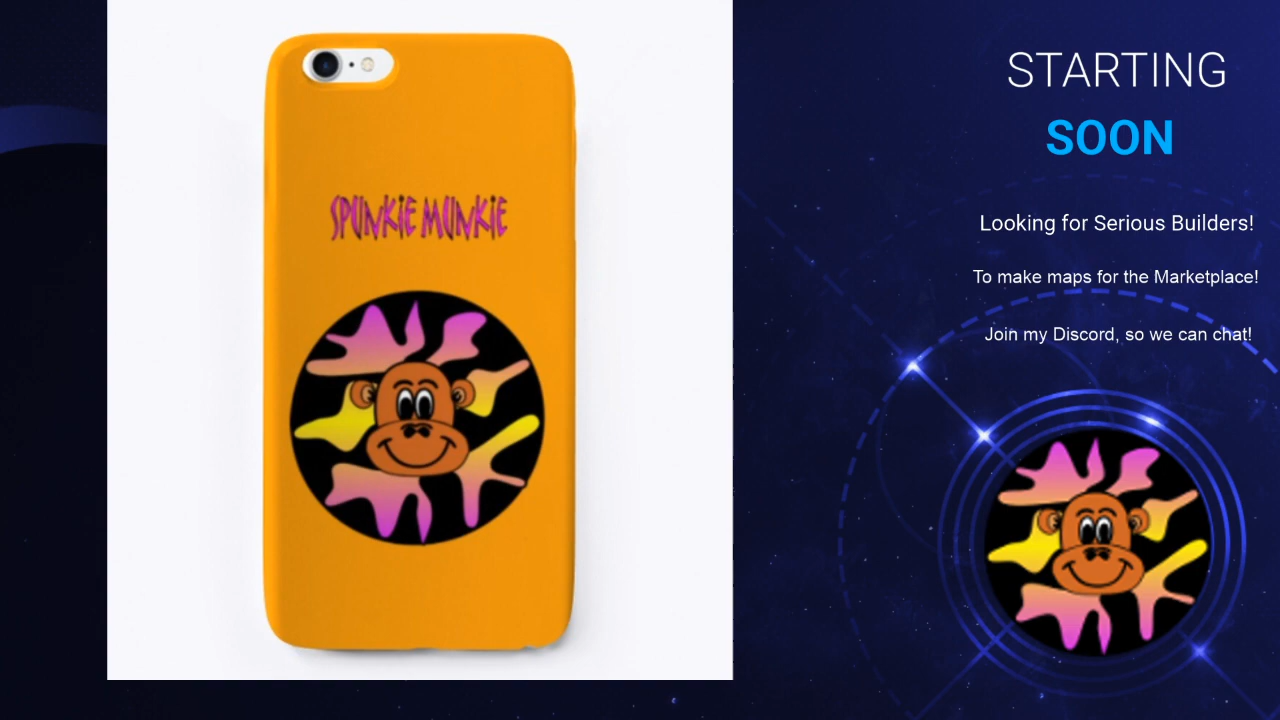 SPUNKIE MUNKIE
STARTING
SOON
Looking for Serious Builders!
To make maps for the Marketplace!
Join my Discord, so we can chat!